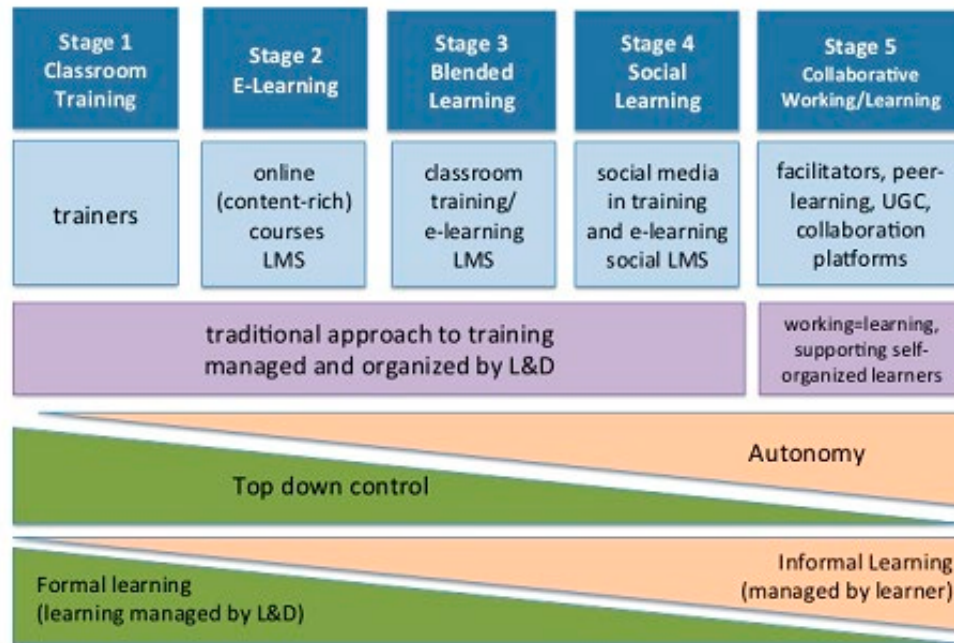 Stage 1
Classroom
Training
Stage 2
E-Learning
Stage 3
Blended
Learning
Stage 4
Social
Learning
Stage 5
Collaborative
Working/Learning
trainers
online
(content-rich)
courses
LMS
classroom
training/
e-learning
LMS
social media
in training
and e-learning
social LMS
facilitators, peer-
learning, UGC,
collaboration
platforms
traditional approach to training
managed and organized by L&D
working=learning,
supporting self-
organized learners
Autonomy
Top down control
Informal Learning
(managed by learner)
Formal learning
(learning managed by L&D)